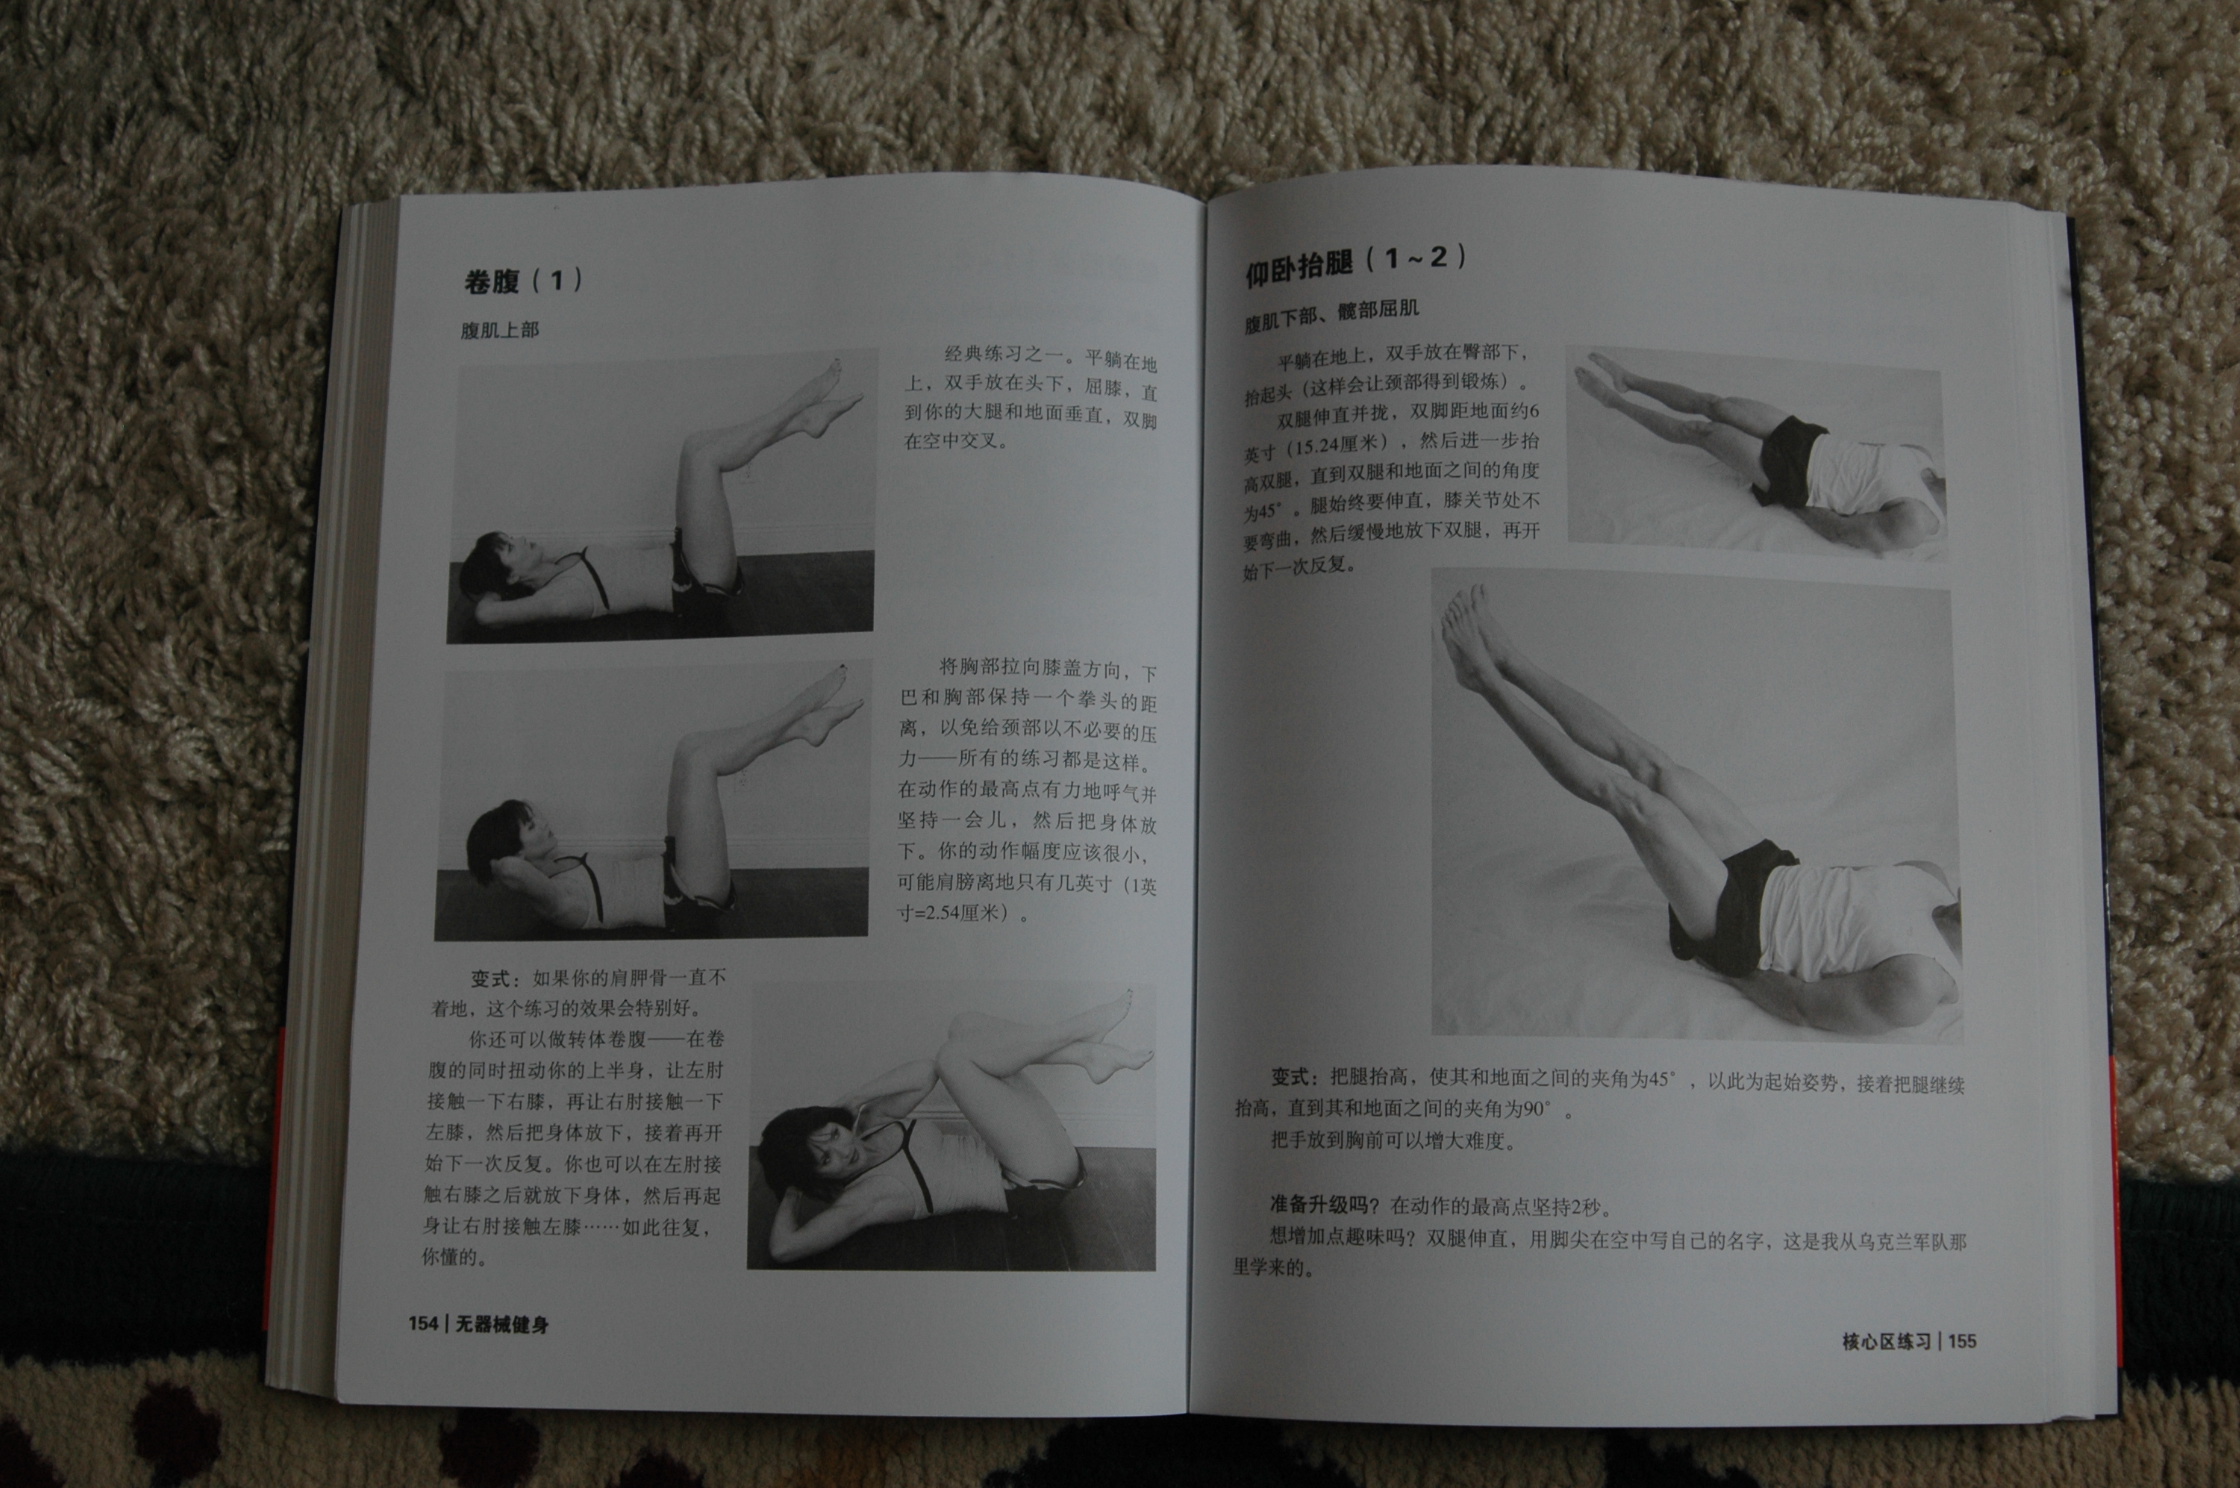 卷腹（1）
腹肌上部
经典练习之一。平躺在地
上，双手放在头下，屈膝，直
到你的大腿和地面垂直，双脚
在空中交叉。
将胸部拉向膝盖方向，下
巴和胸部保持一个拳头的距
离，以免给颈部以不必要的压
力——所有的练习都是这样。
在动作的最高点有力地呼气并
坚持一会儿，然后把身体放
下。你的动作幅度应该很小，
可能肩膀离地只有几英寸（1英
寸=2.54厘米）。
变式：如果你的肩胛骨一直不
着地，这个练习的效果会特别好。
你还可以做转体卷腹——在卷
腹的同时扭动你的上半身，让左肘
接触一下右膝，再让右肘接触一下
左膝，然后把身体放下，接着再开
始下一次反复。你也可以在左肘接
触右膝之后就放下身体，然后再起
身让右肘接触左膝……如此往复，
你懂的。
154 | 无器械健身
仰卧抬腿（1~2）
腹肌下部、髋部屈肌
平躺在地上，双手放在臀部下，
抬起头（这样会让颈部得到锻炼）。
双腿伸直并拢，双脚距地面约6
英寸（15.24厘米），然后进一步抬
高双腿，直到双腿和地面之间的角度
为45°。腿始终要伸直，膝关节处不
要弯曲，然后缓慢地放下双腿，再开
始下一次反复。
变式：把腿抬高，使其和地面之间的夹角为45°，以此为起始姿势，接着把腿继续
抬高，直到其和地面之间的夹角为90°。
把手放到胸前可以增大难度。
准备升级吗？在动作的最高点坚持2秒。
想增加点趣味吗？双腿伸直，用脚尖在空中写自己的名字，这是我从乌克兰军队那
里学来的。
核心区练习 | 155